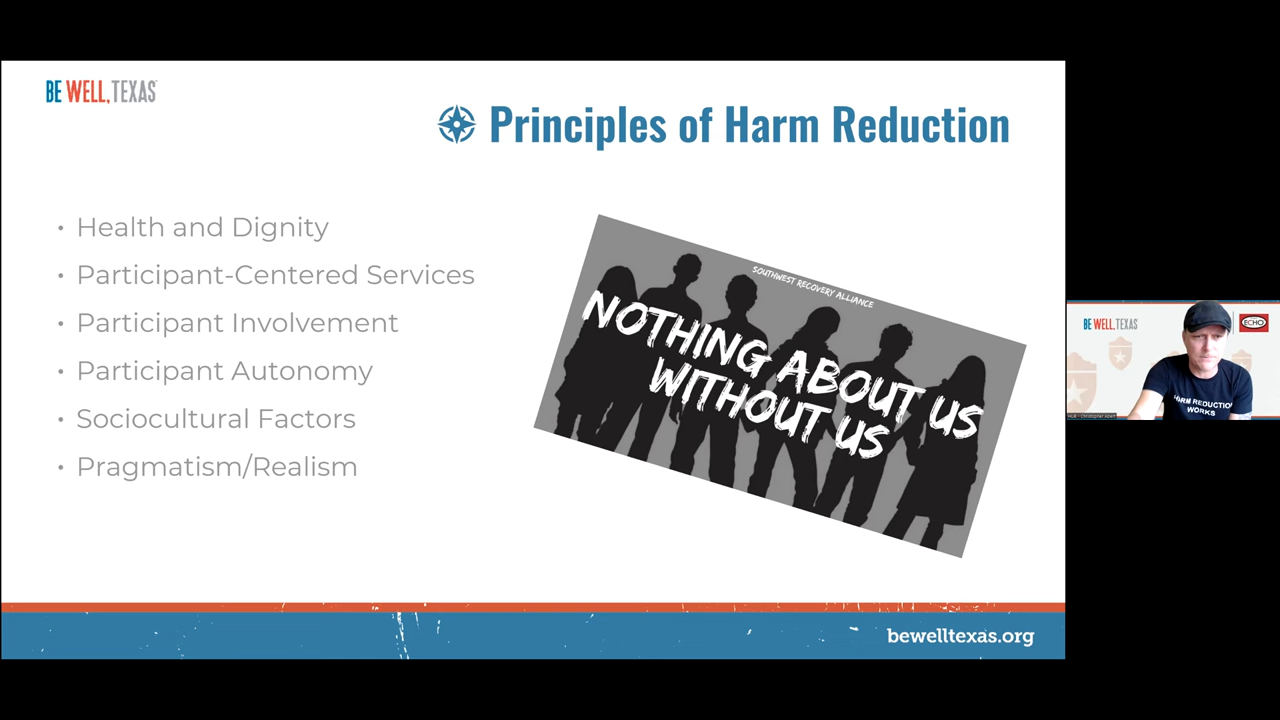 BE WELL, TEXAS
Principles of Harm Reduction
• Health and Dignity
• Participant-Centered Services
• Participant Involvement
• Participant Autonomy
• Sociocultural Factors
• Pragmatism/Realism
SOUTHWEST RECOVERY ALLIANCE
NOTHING ABOUT US
WITHOUT US
bewelltexas.org
BE WELL, TEXAS
ECHO
HARM REDUCTION
WORKS